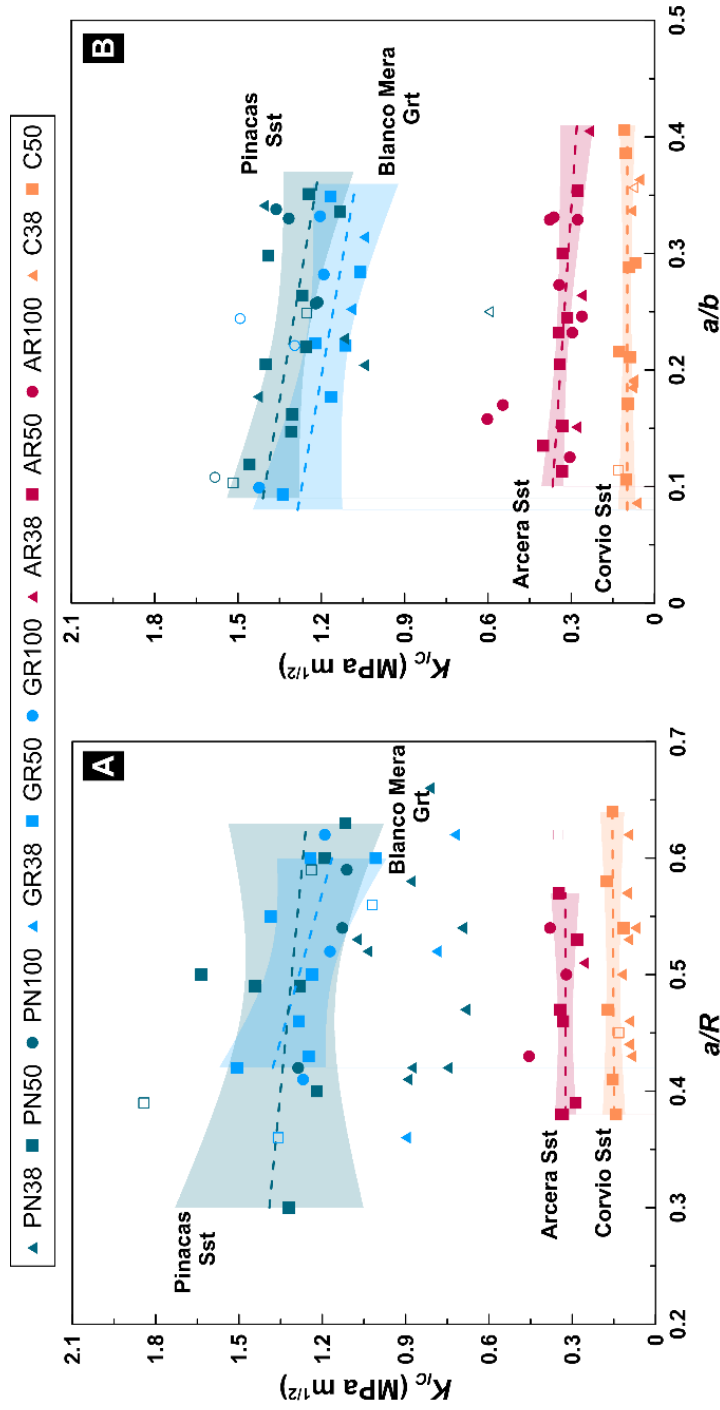 PN38 PN50 PN100 GR38 GR50 GR100 AR38 AR50 AR100 C38 C50
A
2.1
1.8
1.5
1.2
0.9
0.6
0.3
0
K_IC (MPa m^1/2)
Pinacas
Sst
Blanco Mera
Grt
Arcera Sst
Corvio Sst
0.2 0.3 0.4 0.5 0.6 0.7
a/R
B
2.1
1.8
1.5
1.2
0.9
0.6
0.3
0
K_IC (MPa m^1/2)
Pinacas
Sst
Blanco Mera
Grt
Arcera Sst
Corvio Sst
0 0.1 0.2 0.3 0.4 0.5
a/b